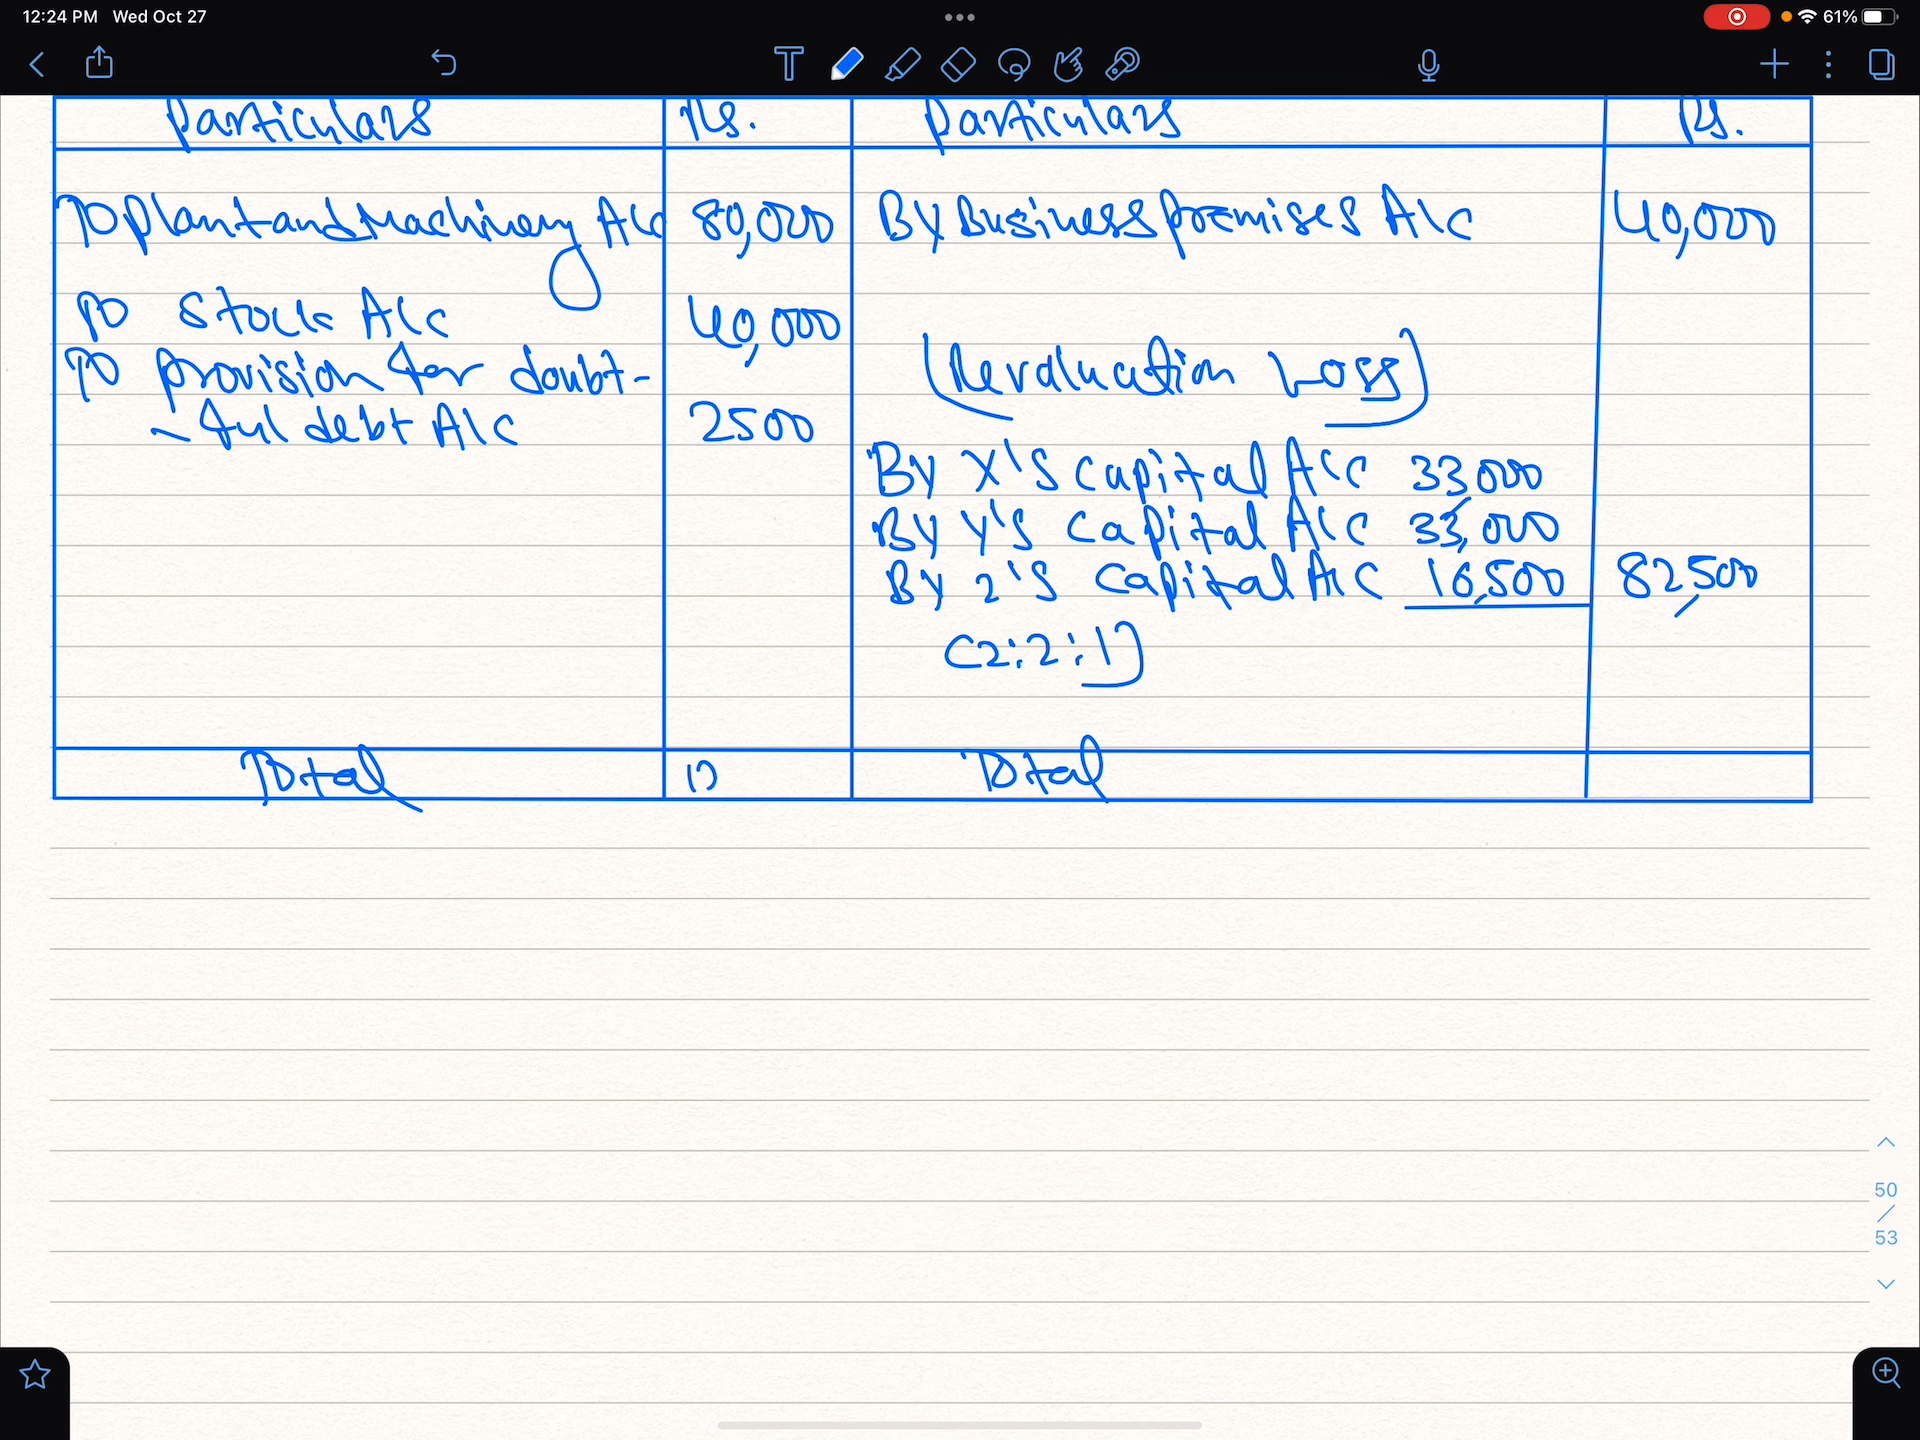 12:24 PM Wed Oct 27
61%
Particulars Rs. Particulars Rs.
To Plant and Machinery A/c 80,000 By Business premises A/c 40,000
To Stock A/c 40,000
(Revaluation Loss)
To provision for doubt-
-ful debt A/c 2500
By X's Capital A/c 33,000
By Y's Capital A/c 33,000
By Z's Capital A/c 16,500 82,500
(2:2:1)
Total Total
50
/
53